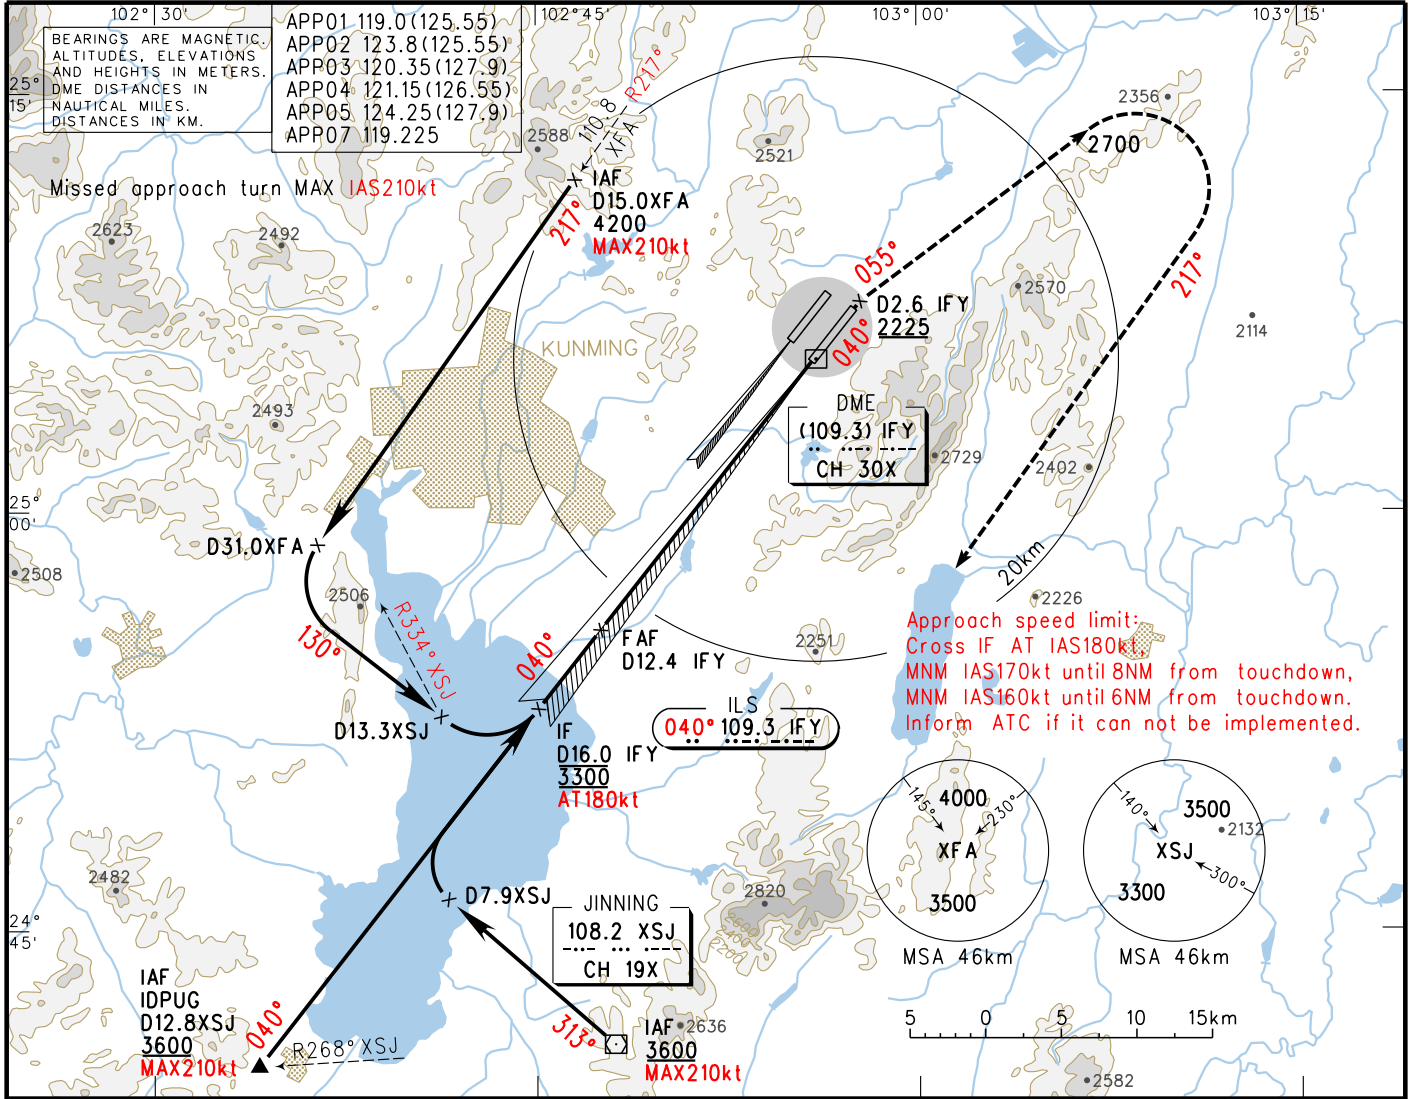 102° 30'
102° 45'
103° 00'
103° 15'
BEARINGS ARE MAGNETIC.
ALTITUDES, ELEVATIONS
AND HEIGHTS IN METERS.
DME DISTANCES IN
NAUTICAL MILES.
DISTANCES IN KM.
APP01 119.0(125.55)
APP02 123.8(125.55)
APP03 120.35(127.9)
APP04 121.15(126.55)
APP05 124.25(127.9)
APP07 119.225
25°
15'
Missed approach turn MAX IAS210kt
2588
110.8
XFA
R217°
2521
2356
2700
IAF
D15.0XFA
4200
MAX210kt
217°
2623
2492
055°
217°
2570
2114
D2.6 IFY
2225
040°
KUNMING
2493
DME
(109.3) IFY
CH 30X
2729
2402
25°
00'
D31.0XFA
2508
20km
2506
2226
130°
R334° XSJ
040°
FAF
D12.4 IFY
2251
Approach speed limit:
Cross IF AT IAS180kt,
MNM IAS170kt until 8NM from touchdown,
MNM IAS160kt until 6NM from touchdown.
Inform ATC if it can not be implemented.
D13.3XSJ
ILS
040° 109.3 IFY
IF
D16.0 IFY
3300
AT180kt
145°
4000
230°
XFA
3500
MSA 46km
140°
3500
2132
XSJ
300°
3300
MSA 46km
2482
2820
2600
2400
D7.9XSJ
24°
45'
JINNING
108.2 XSJ
CH 19X
IAF
IDPUG
D12.8XSJ
3600
MAX210kt
040°
R268° XSJ
313°
IAF
3600
MAX210kt
2636
5 0 5 10 15km
2582